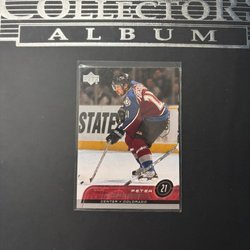 COLLECTOR
ALBUM
STATE
PETER
21
CENTER • COLORADO